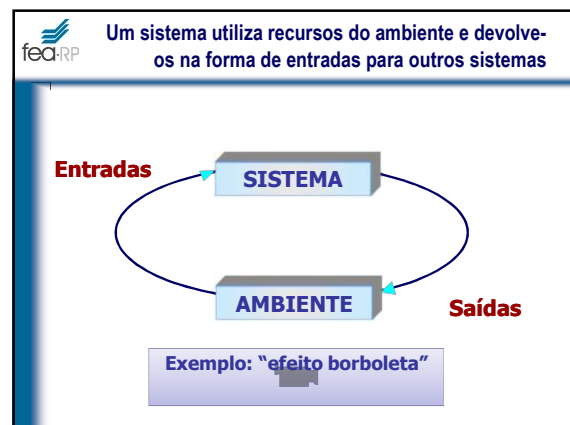 fea-RP
Um sistema utiliza recursos do ambiente e devolve-
os na forma de entradas para outros sistemas
Entradas
SISTEMA
AMBIENTE
Saídas
Exemplo: “efeito borboleta”